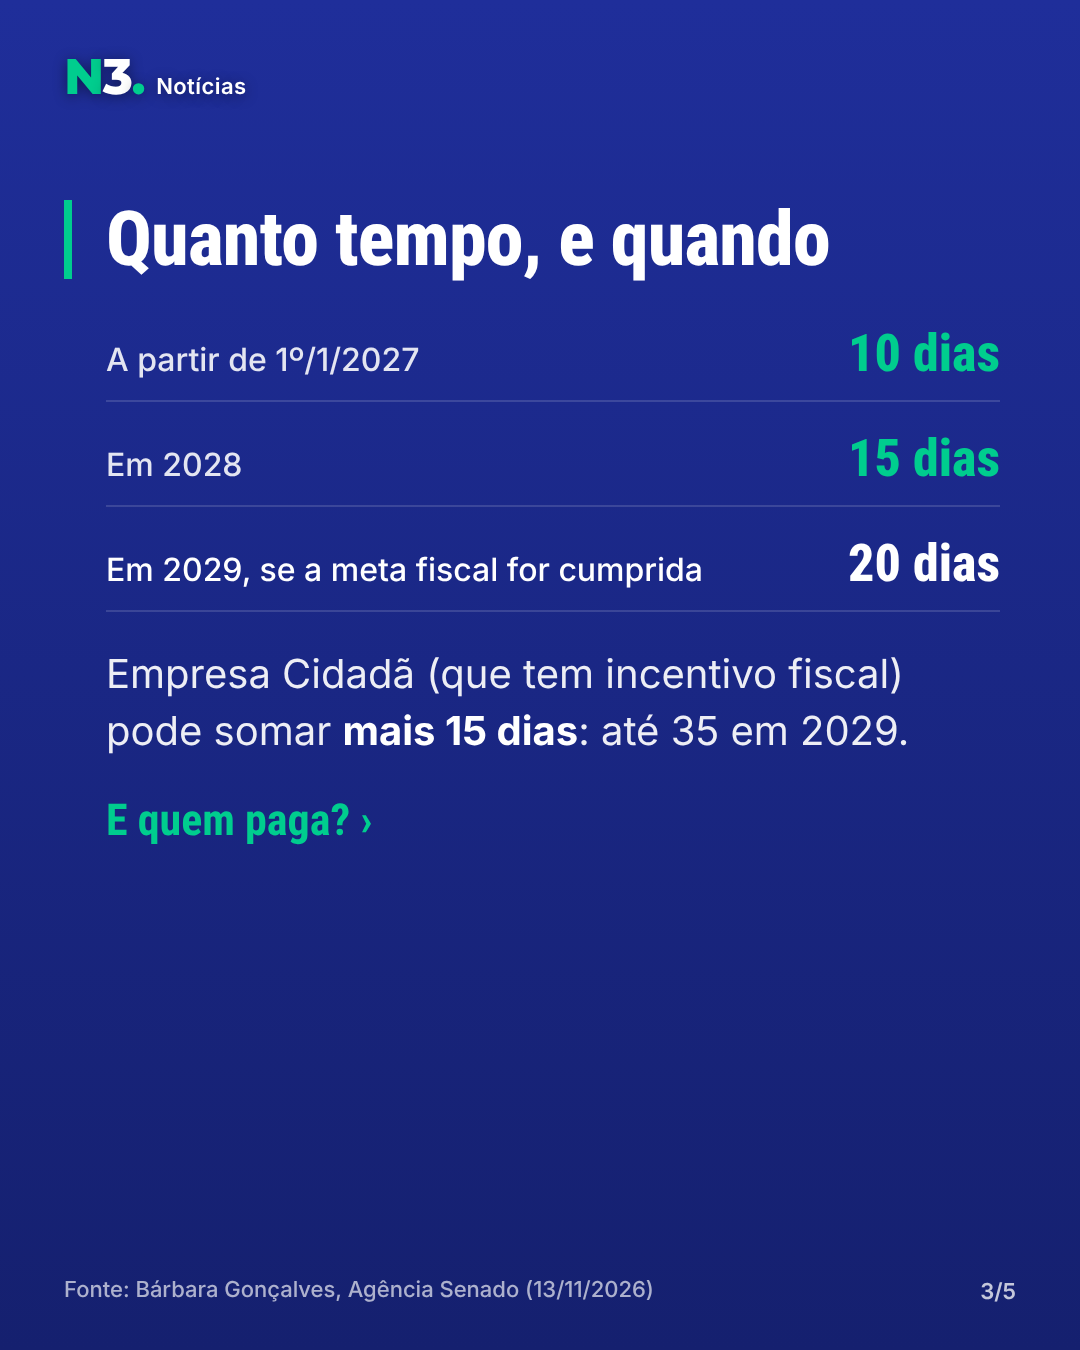 N3. Notícias
Quanto tempo, e quando
A partir de 1º/1/2027 10 dias
Em 2028 15 dias
Em 2029, se a meta fiscal for cumprida 20 dias
Empresa Cidadã (que tem incentivo fiscal)
pode somar mais 15 dias: até 35 em 2029.
E quem paga? ›
Fonte: Bárbara Gonçalves, Agência Senado (13/11/2026) 3/5